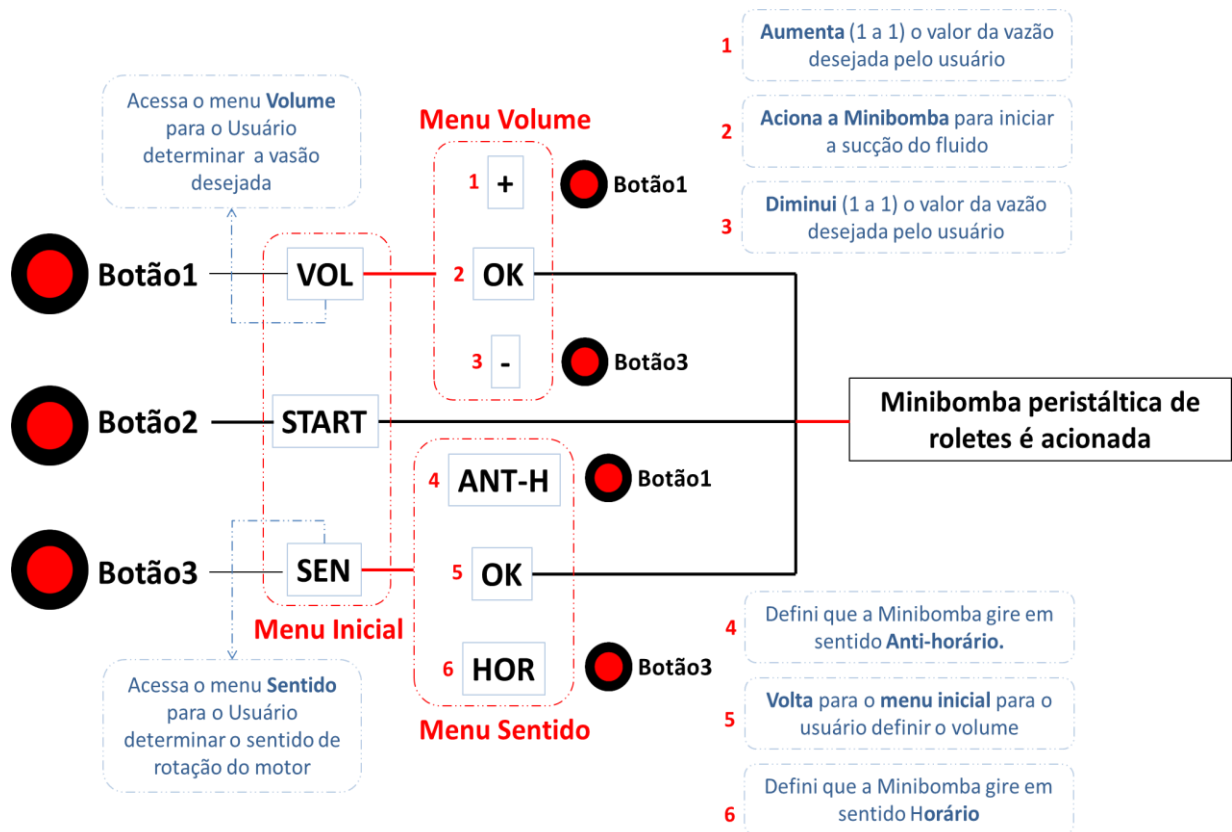 1
Aumenta (1 a 1) o valor da vazão
desejada pelo usuário
2
Aciona a Minibomba para iniciar
a sucção do fluido
3
Diminui (1 a 1) o valor da vazão
desejada pelo usuário
Acessa o menu Volume
para o Usuário
determinar a vasão
desejada
Menu Volume
1 + Botão1
2 OK
3 - Botão3
Botão1 VOL
Botão2 START
Botão3 SEN
Menu Inicial
4 ANT-H Botão1
5 OK
6 HOR Botão3
Menu Sentido
Minibomba peristáltica de
roletes é acionada
Acessa o menu Sentido
para o Usuário
determinar o sentido de
rotação do motor
4
Defini que a Minibomba gire em
sentido Anti-horário.
5
Volta para o menu inicial para o
usuário definir o volume
6
Defini que a Minibomba gire em
sentido Horário